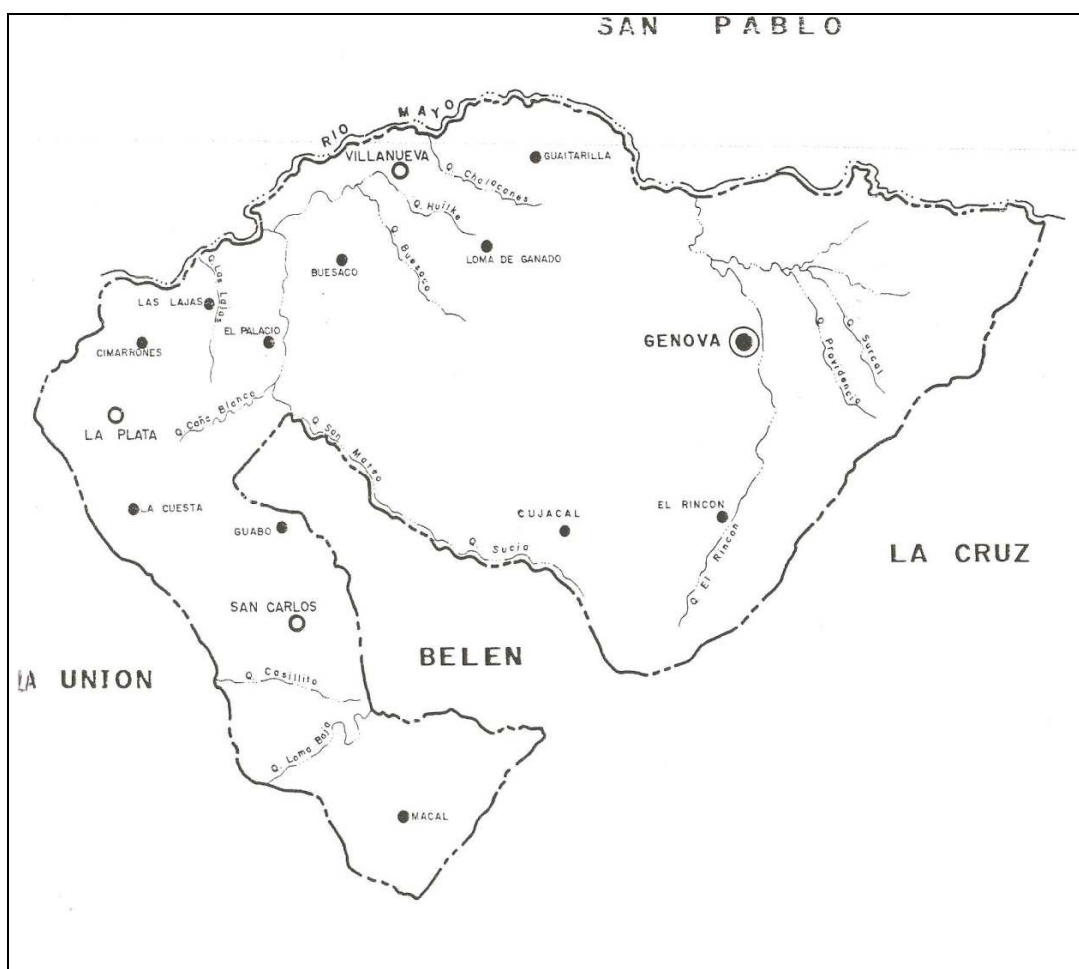 SAN PABLO
RIO MAYO
VILLANUEVA
GUAITARILLA
Q. Chalacanes
Q. Huilke
Q. Buesaco
LOMA DE GANADO
BUESACO
Q. Las Lajas
LAS LAJAS
EL PALACIO
CIMARRONES
GENOVA
Q. Surcal
Q. Providencia
Q. Caña Blanca
LA PLATA
Q. San Mateo
LA CUESTA
GUABO
CUJACAL
EL RINCON
Q. Sucia
Q. El Rincon
LA CRUZ
SAN CARLOS
BELEN
LA UNION
Q. Casillito
Q. Loma Baja
MACAL